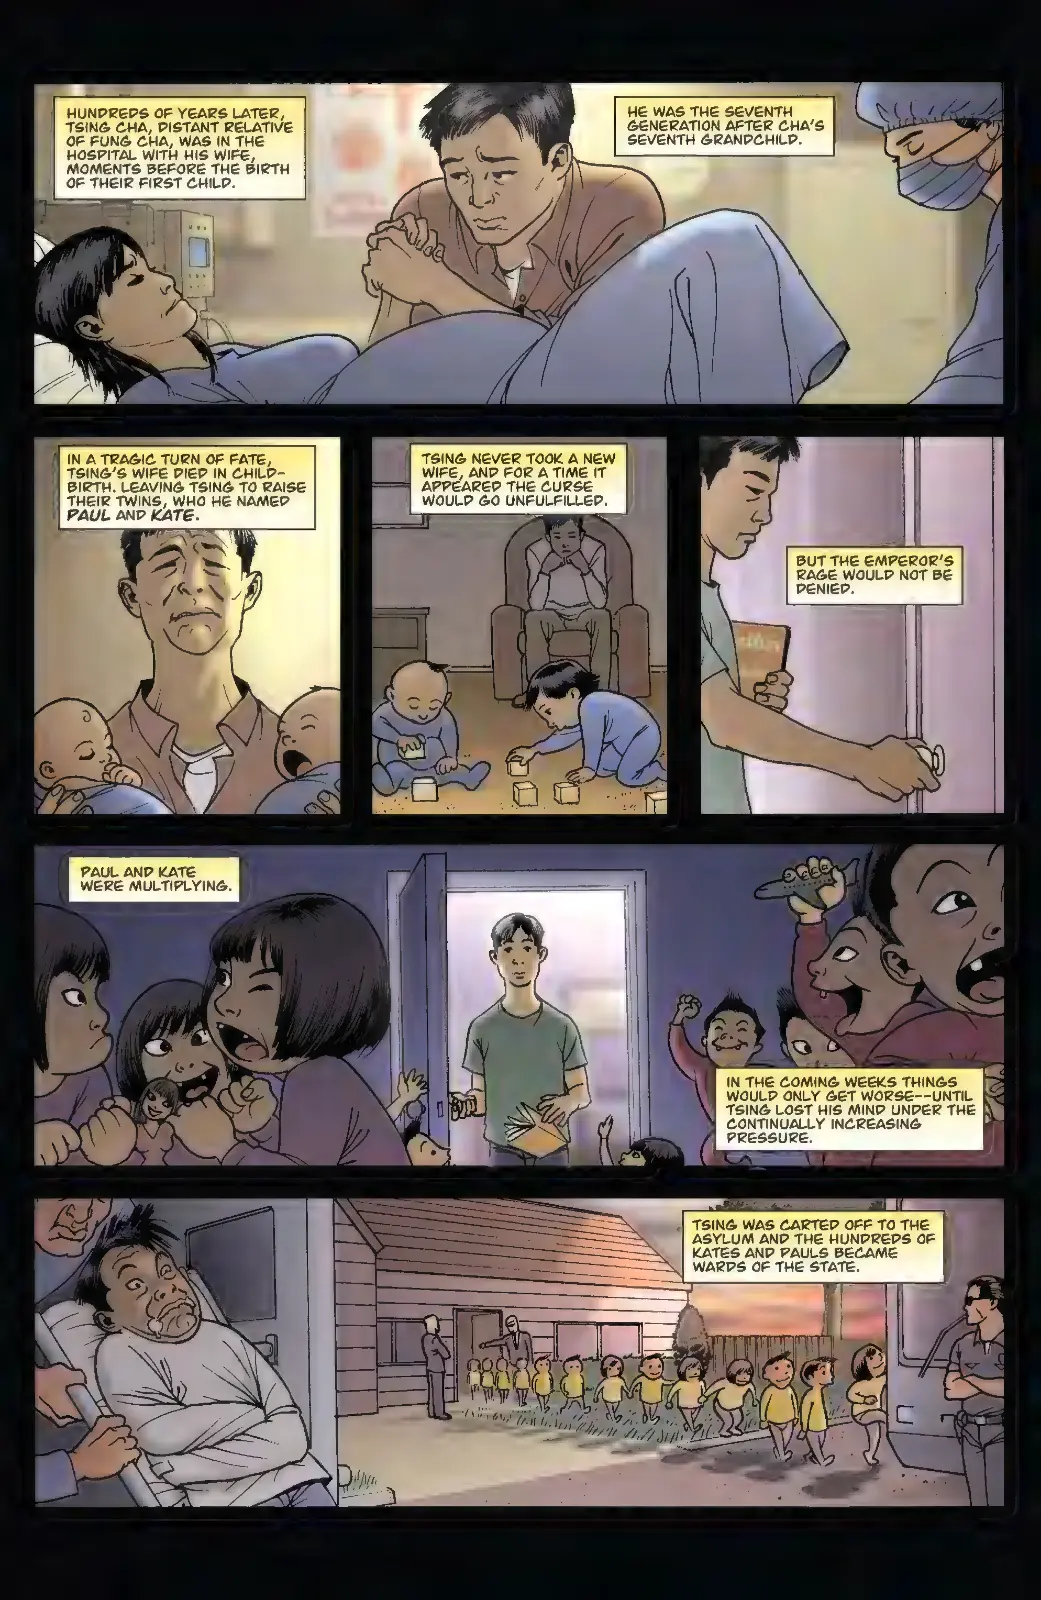 HUNDREDS OF YEARS LATER,
TSING CHA, DISTANT RELATIVE
OF FUNG CHA, WAS IN THE
HOSPITAL WITH HIS WIFE,
MOMENTS BEFORE THE BIRTH
OF THEIR FIRST CHILD.
HE WAS THE SEVENTH
GENERATION AFTER CHA'S
SEVENTH GRANDCHILD.
IN A TRAGIC TURN OF FATE,
TSING'S WIFE DIED IN CHILD-
BIRTH. LEAVING TSING TO RAISE
THEIR TWINS, WHO HE NAMED
PAUL AND KATE.
TSING NEVER TOOK A NEW
WIFE, AND FOR A TIME IT
APPEARED THE CURSE
WOULD GO UNFULFILLED.
BUT THE EMPEROR'S
RAGE WOULD NOT BE
DENIED.
PAUL AND KATE
WERE MULTIPLYING.
IN THE COMING WEEKS THINGS
WOULD ONLY GET WORSE--UNTIL
TSING LOST HIS MIND UNDER THE
CONTINUALLY INCREASING
PRESSURE.
TSING WAS CARTED OFF TO THE
ASYLUM AND THE HUNDREDS OF
KATES AND PAULS BECAME
WARDS OF THE STATE.